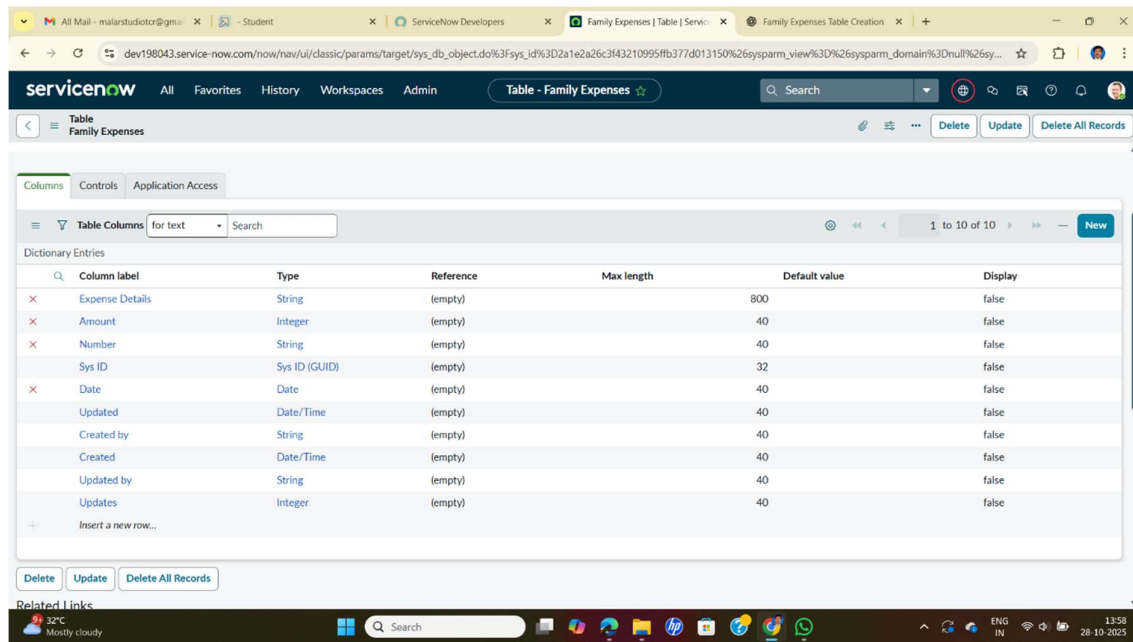 All Mail - malarstudiotcr@gmai
- Student
ServiceNow Developers
Family Expenses | Table | Servic
Family Expenses Table Creation
dev198043.service-now.com/now/nav/ui/classic/params/target/sys_db_object.do%3Fsys_id%3D2a1e2a26c3f43210995ffb377d013150%26sysparm_view%3D%26sysparm_domain%3Dnull%26sy...
servicenow All Favorites History Workspaces Admin Table - Family Expenses Search
Table
Family Expenses
Delete Update Delete All Records
Columns Controls Application Access
Table Columns for text Search 1 to 10 of 10 New
Dictionary Entries
Column label Type Reference Max length Default value Display
Expense Details String (empty) 800 false
Amount Integer (empty) 40 false
Number String (empty) 40 false
Sys ID Sys ID (GUID) (empty) 32 false
Date Date (empty) 40 false
Updated Date/Time (empty) 40 false
Created by String (empty) 40 false
Created Date/Time (empty) 40 false
Updated by String (empty) 40 false
Updates Integer (empty) 40 false
Insert a new row...
Delete Update Delete All Records
Related Links
9+ 32°C
Mostly cloudy
Search
ENG
IN
13:58
28-10-2025